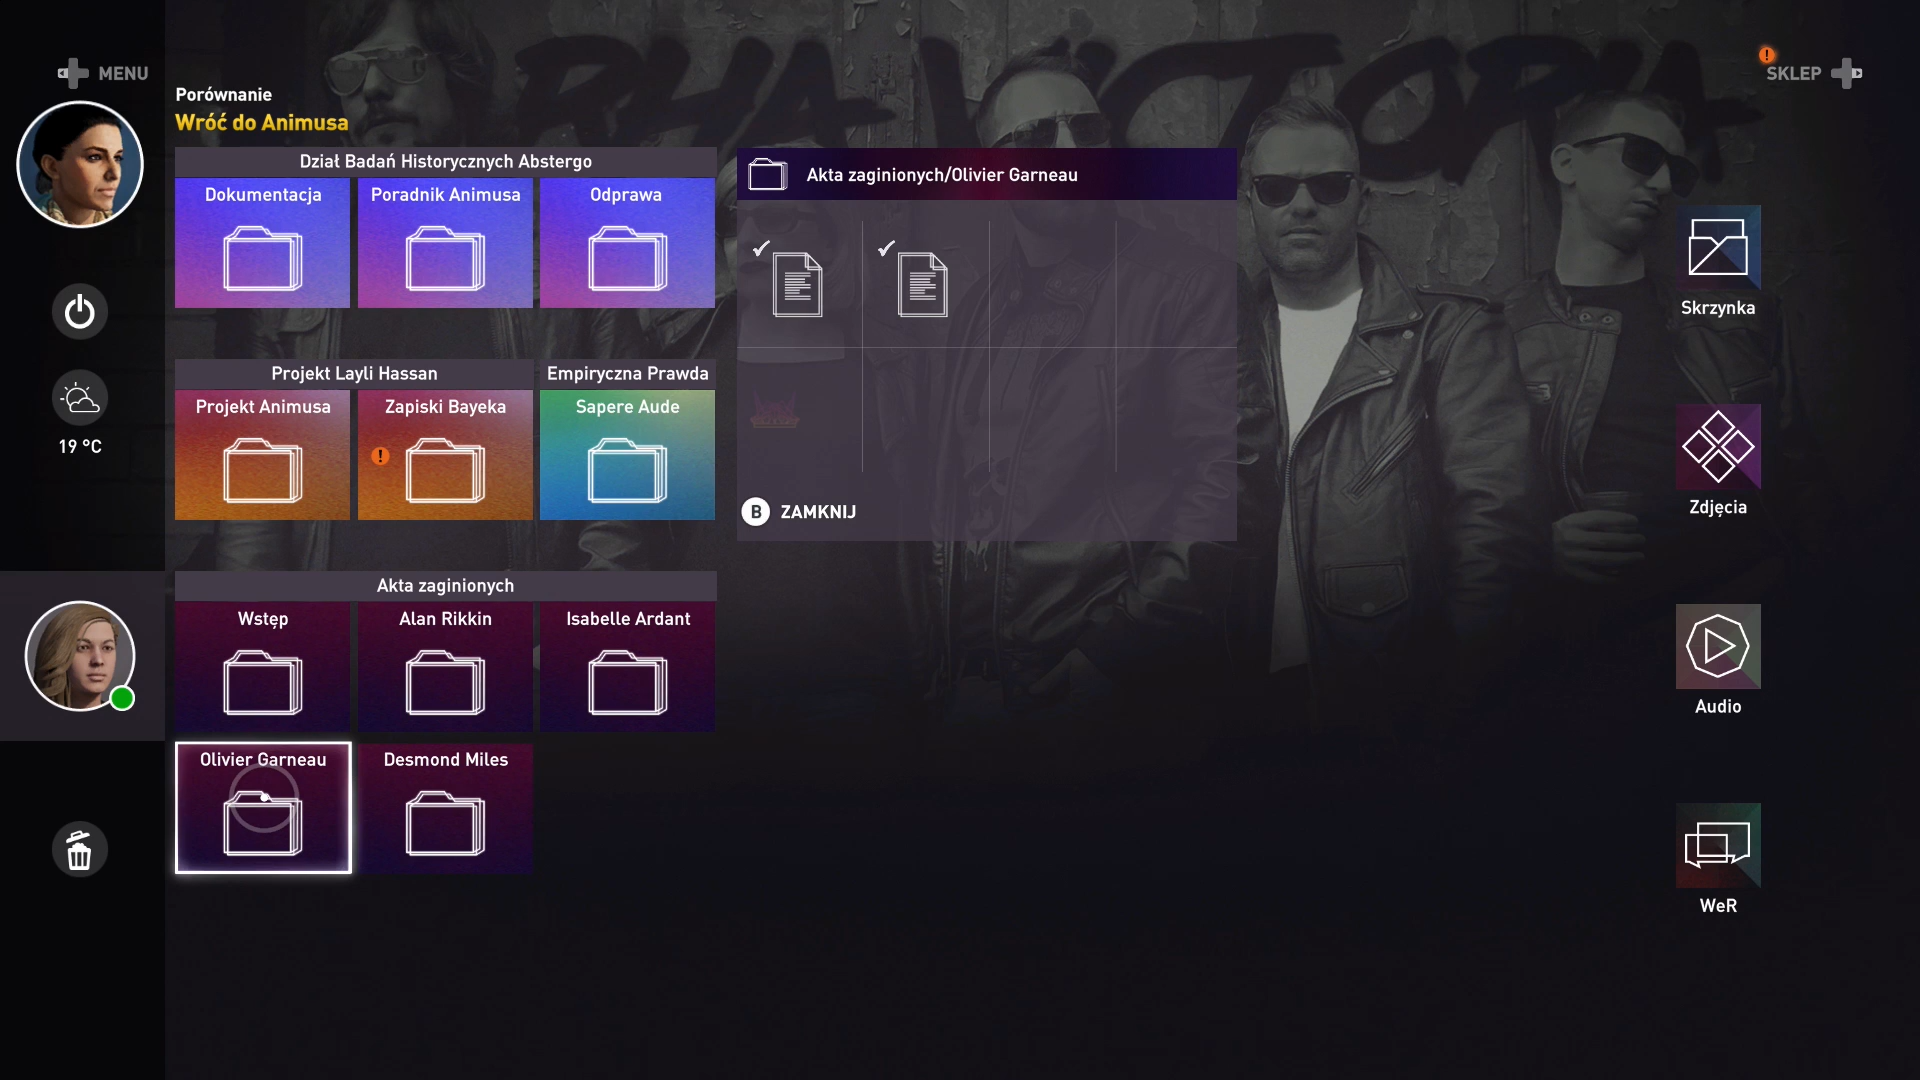 MENU
SKLEP
Porównanie
Wróć do Animusa
Dział Badań Historycznych Abstergo
Dokumentacja
Poradnik Animusa
Odprawa
Akta zaginionych/Olivier Garneau
Skrzynka
Projekt Layli Hassan
Empiryczna Prawda
Projekt Animusa
Zapiski Bayeka
Sapere Aude
19 °C
Zdjęcia
B ZAMKNIJ
Akta zaginionych
Wstęp
Alan Rikkin
Isabelle Ardant
Audio
Olivier Garneau
Desmond Miles
WeR